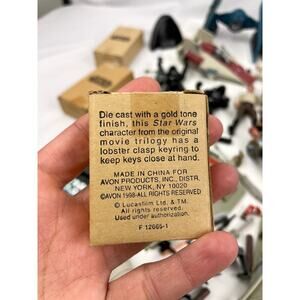 Die cast with a gold tone
finish, this Star Wars
character from the original
movie trilogy has a
lobster clasp keyring to
keep keys close at hand.
MADE IN CHINA FOR
AVON PRODUCTS, INC., DISTR.
NEW YORK, NY 10020
©AVON 1998-ALL RIGHTS RESERVED
© Lucasfilm Ltd. & TM.
All rights reserved.
Used under authorization.
F 12665-1